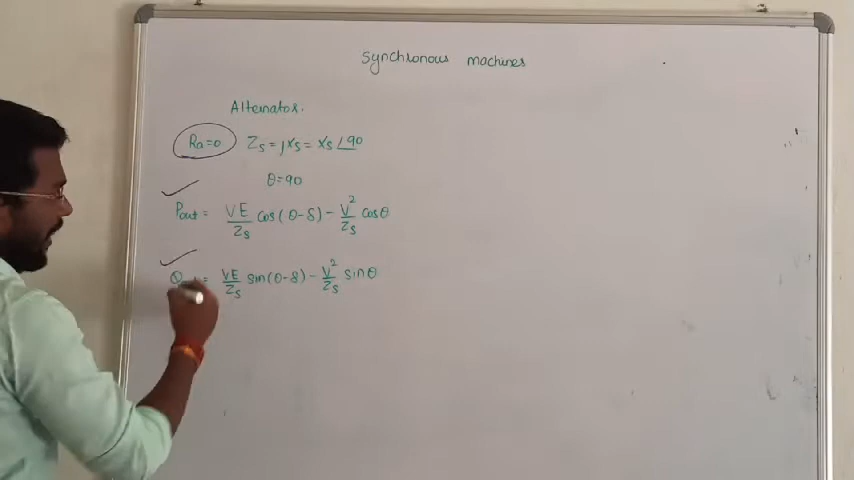 Synchronous machines
Alternator.
Ra=0 Zs = jXs = Xs ∠90
θ=90
Pout = VE/Zs cos(θ-δ) - V²/Zs cosθ
= VE/Zs sin(θ-δ) - V²/Zs sinθ